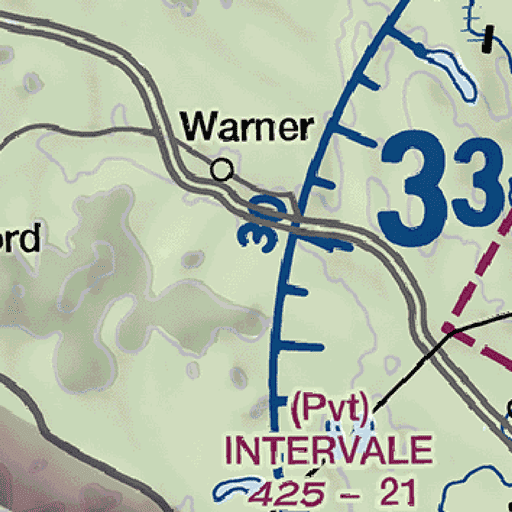 Warner
33
30
ord
(Pvt)
INTERVALE
425 - 21